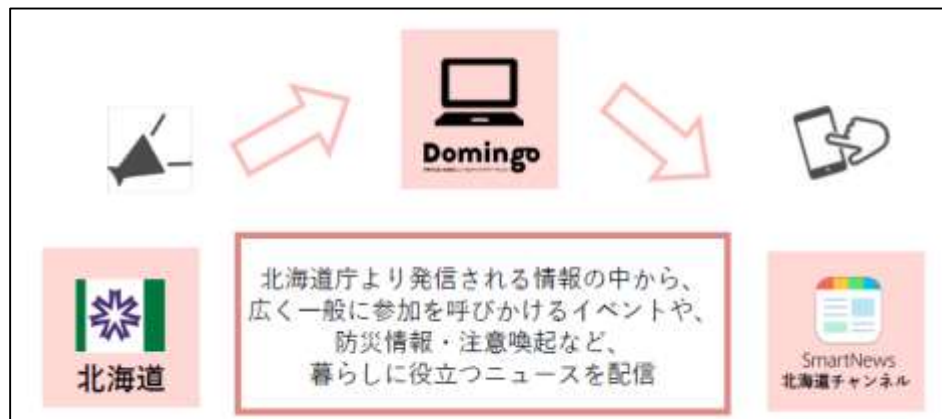 Domingo
北海道庁より発信される情報の中から、
広く一般に参加を呼びかけるイベントや、
防災情報・注意喚起など、
暮らしに役立つニュースを配信
北海道
SmartNews
北海道チャンネル